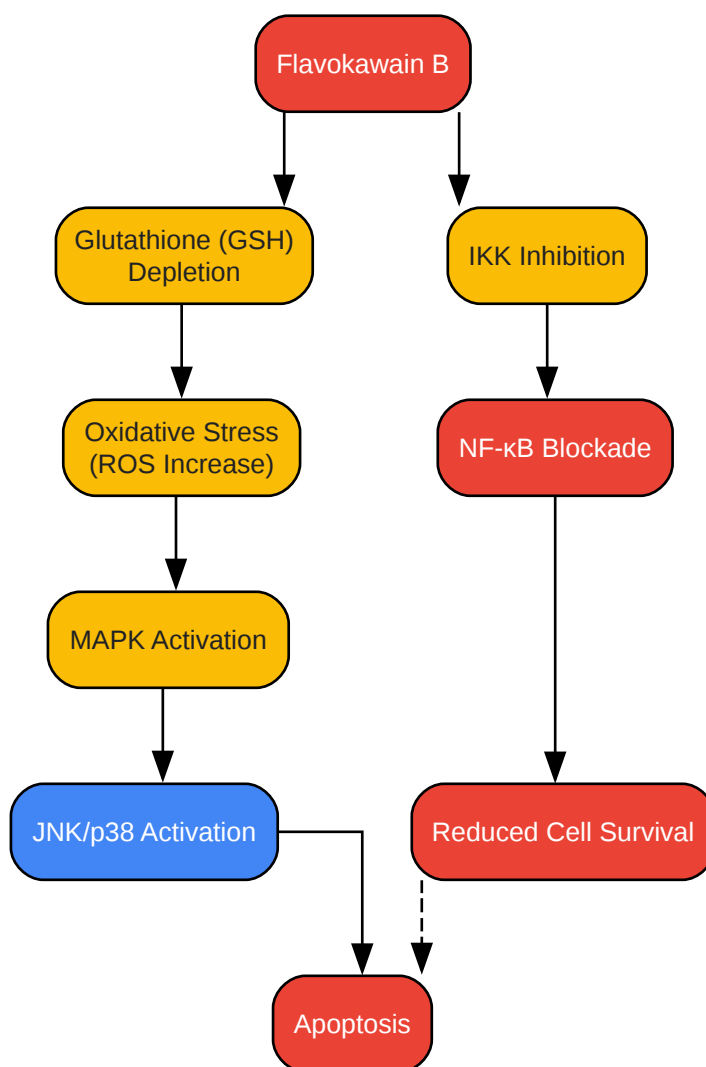 Flavokawain B
Glutathione (GSH)
Depletion
IKK Inhibition
Oxidative Stress
(ROS Increase)
NF-κB Blockade
MAPK Activation
JNK/p38 Activation
Reduced Cell Survival
Apoptosis